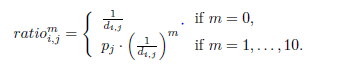 ratio^m_{i,j} = { 1/d_{i,j} . if m = 0,
p_j · (1/d_{i,j})^m if m = 1, . . . , 10.